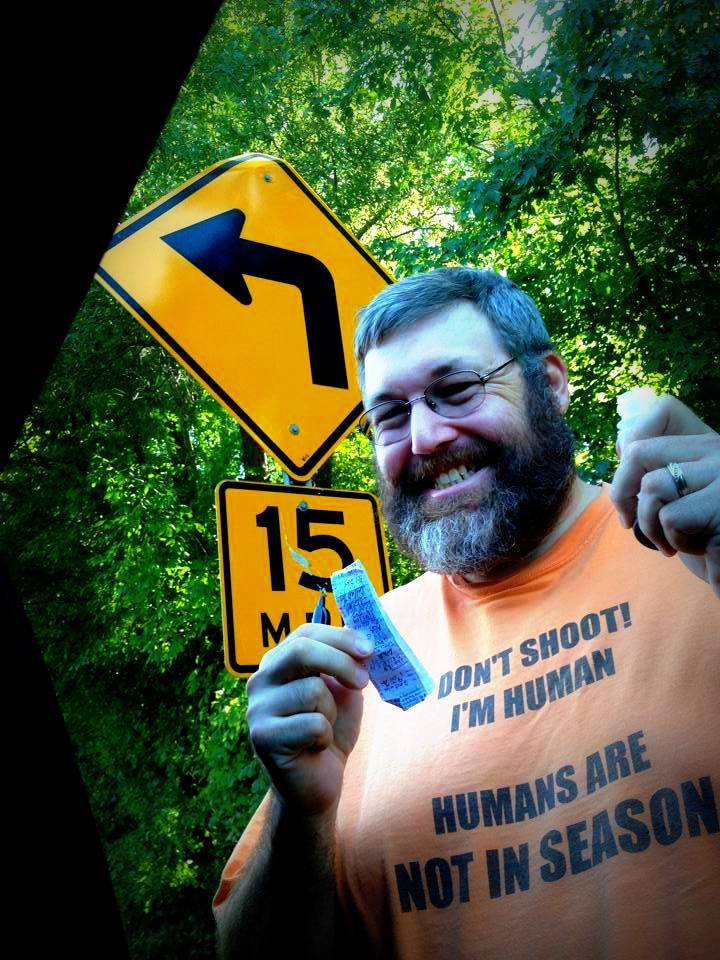 15
M
DON'T SHOOT!
I'M HUMAN
HUMANS ARE
NOT IN SEASON